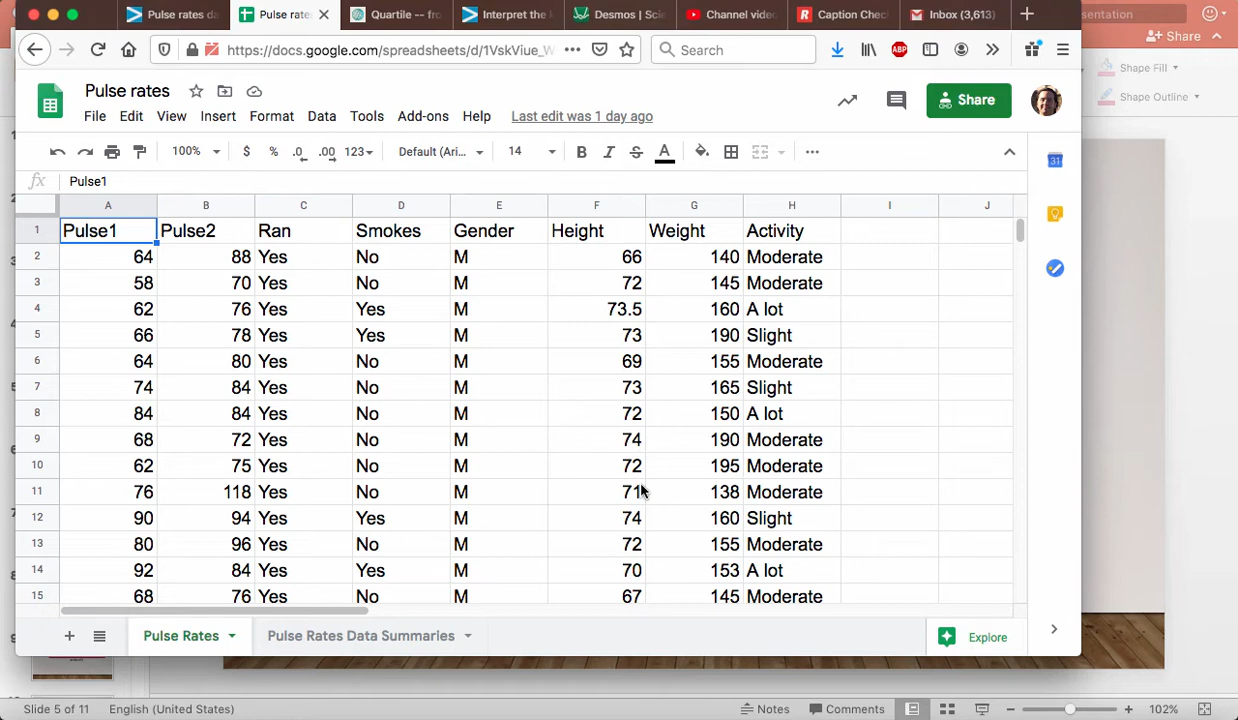 Pulse rates da
Pulse rate
Quartile -- fro
Interpret the
Desmos | Scie
Channel video
Caption Check
Inbox (3,613)
sentation
https://docs.google.com/spreadsheets/d/1VskViue_W
Search
ABP
Share
Pulse rates
Share
Shape Fill
File Edit View Insert Format Data Tools Add-ons Help Last edit was 1 day ago
Shape Outline
100% $ % .0 .00 123 Default (Ari... 14 B I S A
31
fx Pulse1
A B C D E F G H I J
1 Pulse1 Pulse2 Ran Smokes Gender Height Weight Activity
2 64 88 Yes No M 66 140 Moderate
3 58 70 Yes No M 72 145 Moderate
4 62 76 Yes Yes M 73.5 160 A lot
5 66 78 Yes Yes M 73 190 Slight
6 64 80 Yes No M 69 155 Moderate
7 74 84 Yes No M 73 165 Slight
8 84 84 Yes No M 72 150 A lot
9 68 72 Yes No M 74 190 Moderate
10 62 75 Yes No M 72 195 Moderate
11 76 118 Yes No M 71 138 Moderate
12 90 94 Yes Yes M 74 160 Slight
13 80 96 Yes No M 72 155 Moderate
14 92 84 Yes Yes M 70 153 A lot
15 68 76 Yes No M 67 145 Moderate
Pulse Rates
Pulse Rates Data Summaries
Explore
Slide 5 of 11 English (United States) Notes Comments 102%